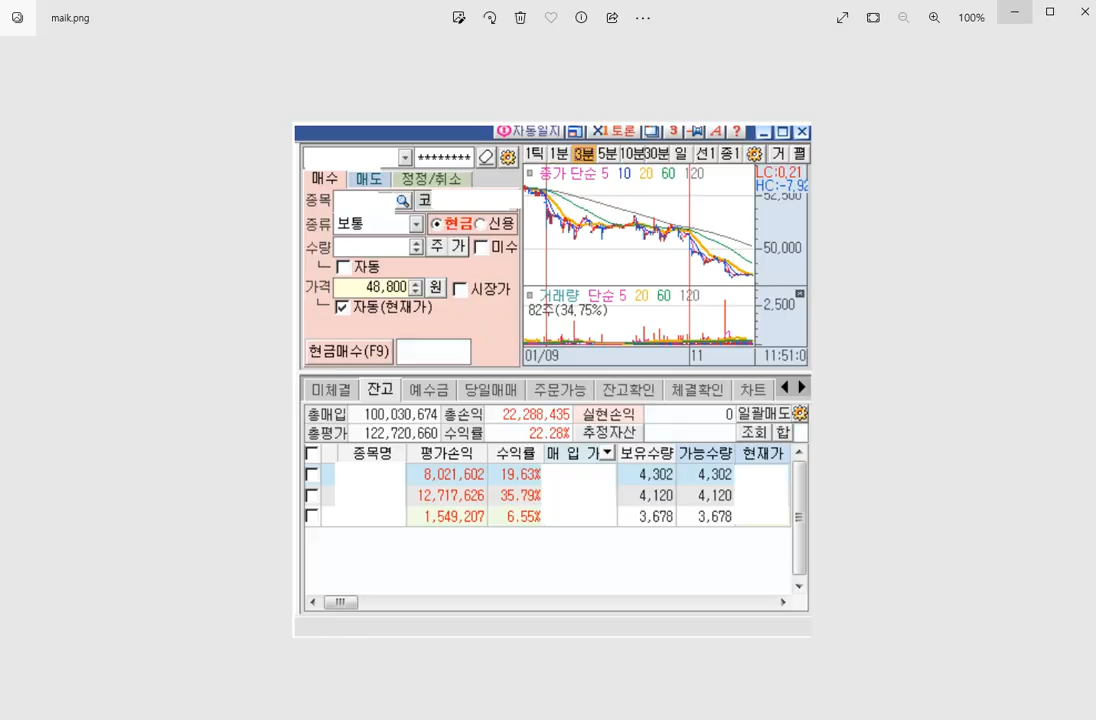 maik.png
100%
자동일지 토론 3 A ?
******** 1틱 1분 3분 5분 10분 30분 일 선1 종1 거 펼
매수 매도 정정/취소
종목 코
종류 보통 현금 신용
수량 주 가 미수
자동
가격 48,800 원 시장가
자동(현재가)
현금매수(F9)
종가 단순 5 10 20 60 120
LC:0,21
HC:-7,92
52,500
50,000
거래량 단순 5 20 60 120
82주(34,75%)
2,500
01/09 11 11:51:0
미체결 잔고 예수금 당일매매 주문가능 잔고확인 체결확인 차트
총매입 100,030,674 총손익 22,288,435 실현손익 0 일괄매도
총평가 122,720,660 수익률 22.28% 추정자산 조회 합
종목명 평가손익 수익률 매 입 가 보유수량 가능수량 현재가
8,021,602 19.63% 4,302 4,302
12,717,626 35.79% 4,120 4,120
1,549,207 6.55% 3,678 3,678